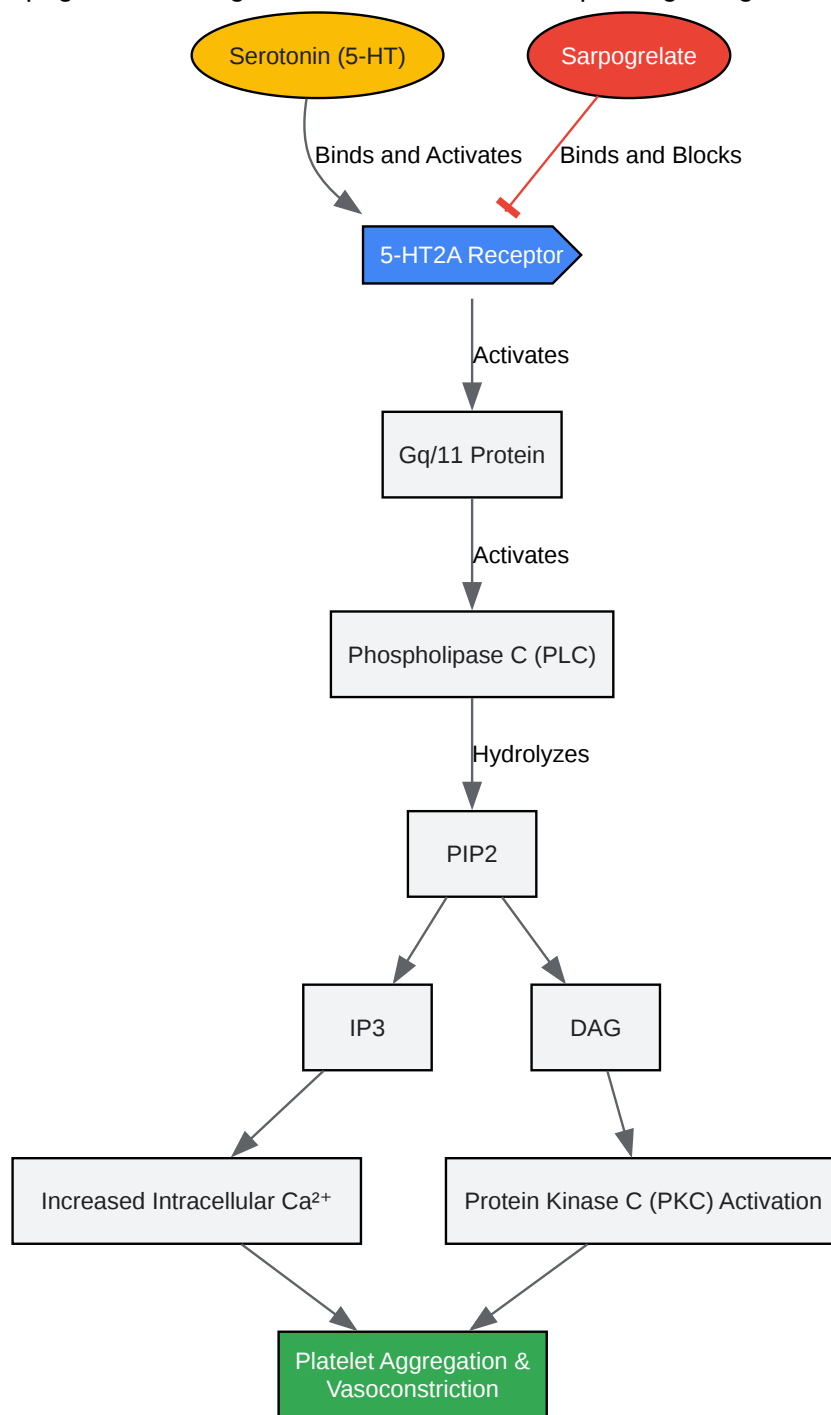 Serotonin (5-HT)
Sarpogrelate
Binds and Activates
Binds and Blocks
5-HT2A Receptor
Activates
Gq/11 Protein
Activates
Phospholipase C (PLC)
Hydrolyzes
PIP2
IP3
DAG
Increased Intracellular Ca²⁺
Protein Kinase C (PKC) Activation
Platelet Aggregation &
Vasoconstriction